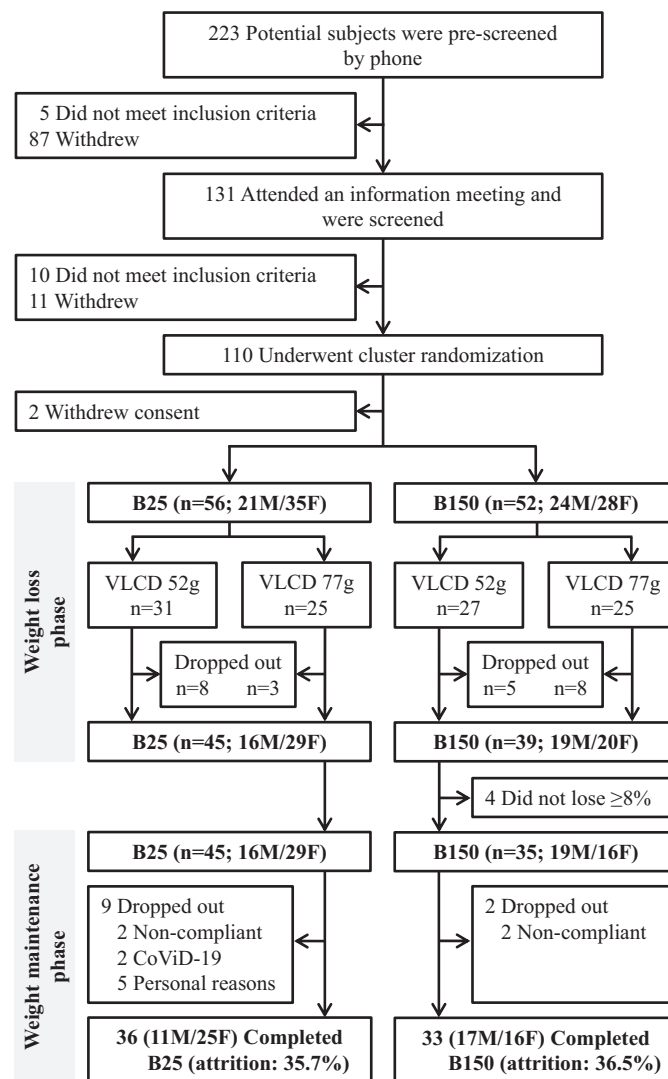 223 Potential subjects were pre-screened
by phone
5 Did not meet inclusion criteria
87 Withdrew
131 Attended an information meeting and
were screened
10 Did not meet inclusion criteria
11 Withdrew
110 Underwent cluster randomization
2 Withdrew consent
Weight loss
phase
B25 (n=56; 21M/35F)
B150 (n=52; 24M/28F)
VLCD 52g
n=31
VLCD 77g
n=25
VLCD 52g
n=27
VLCD 77g
n=25
Dropped out
n=8 n=3
Dropped out
n=5 n=8
B25 (n=45; 16M/29F)
B150 (n=39; 19M/20F)
4 Did not lose ≥8%
Weight maintenance
phase
B25 (n=45; 16M/29F)
B150 (n=35; 19M/16F)
9 Dropped out
2 Non-compliant
2 CoViD-19
5 Personal reasons
2 Dropped out
2 Non-compliant
36 (11M/25F) Completed
B25 (attrition: 35.7%)
33 (17M/16F) Completed
B150 (attrition: 36.5%)